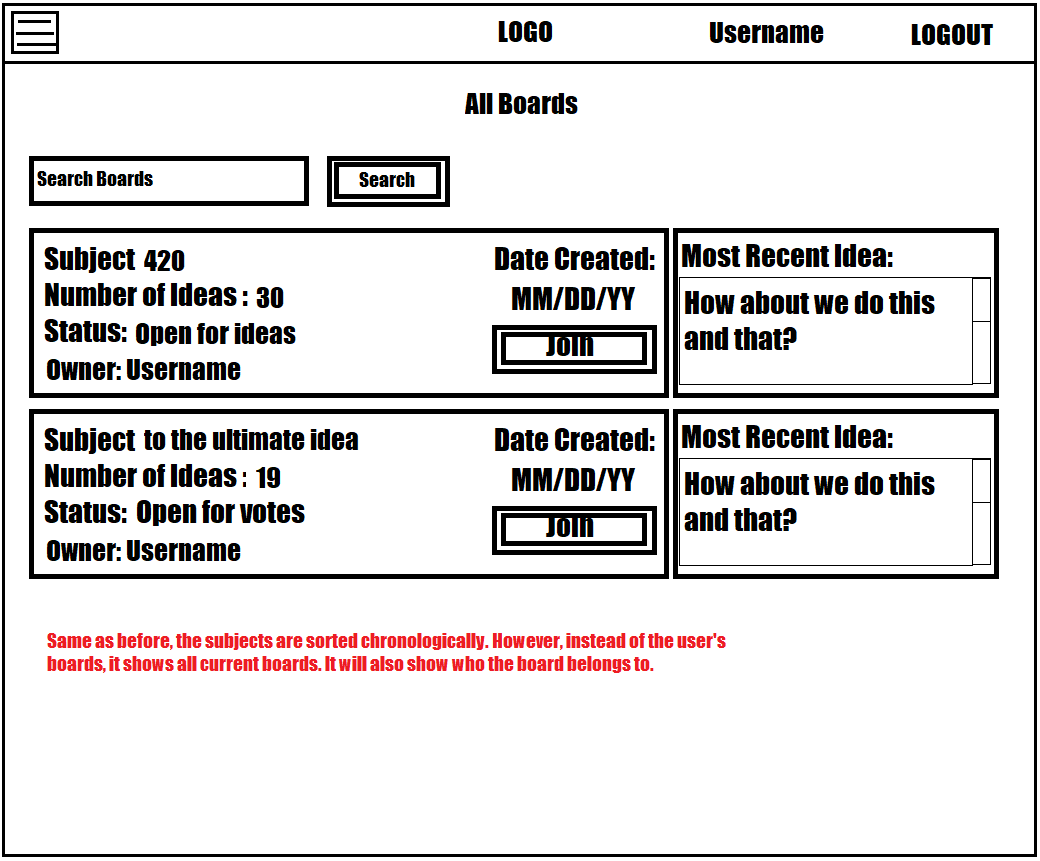 LOGO Username LOGOUT
All Boards
Search Boards Search
Subject 420
Number of Ideas : 30
Status: Open for ideas
Owner: Username
Date Created:
MM/DD/YY
Join
Most Recent Idea:
How about we do this
and that?
Subject to the ultimate idea
Number of Ideas : 19
Status: Open for votes
Owner: Username
Date Created:
MM/DD/YY
Join
Most Recent Idea:
How about we do this
and that?
Same as before, the subjects are sorted chronologically. However, instead of the user's
boards, it shows all current boards. It will also show who the board belongs to.